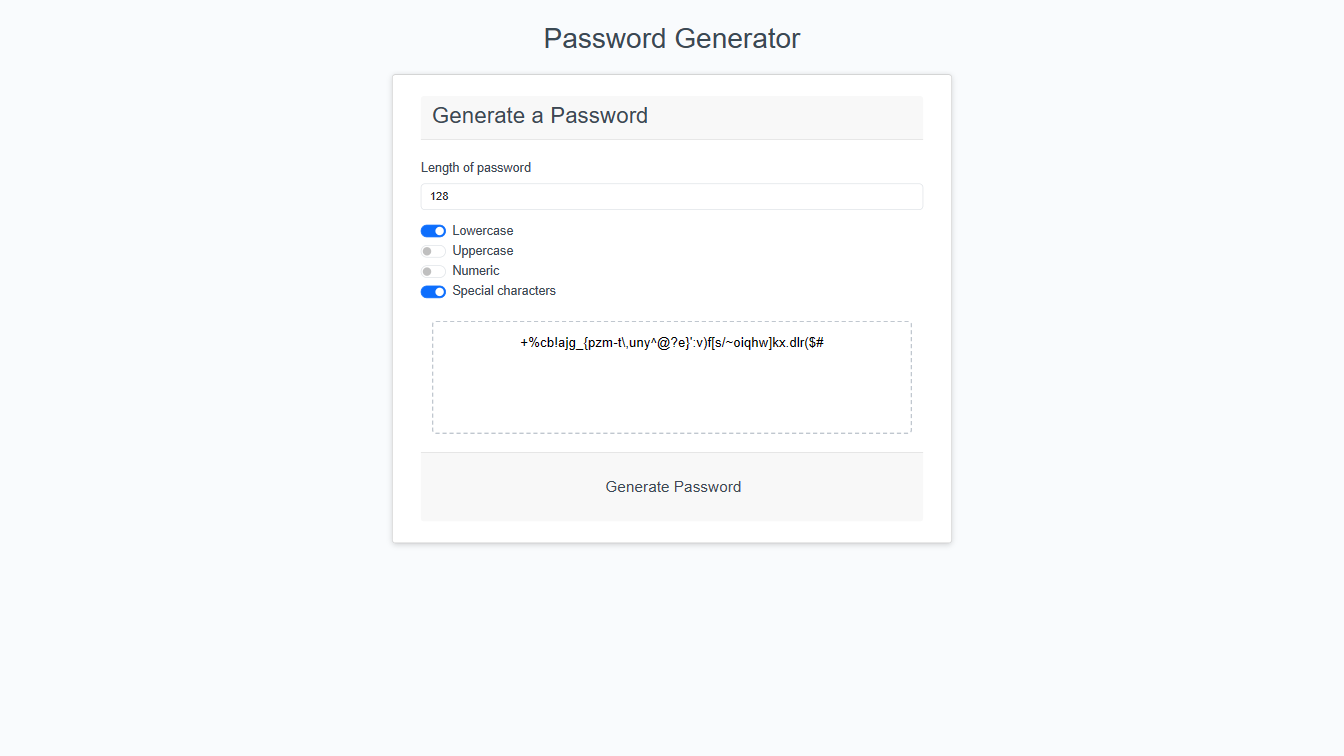 Password Generator
Generate a Password
Length of password
128
Lowercase
Uppercase
Numeric
Special characters
+%cb!ajg_{pzm-t\,uny^@?e}':v)f[s/~oiqhw]kx.dlr($#
Generate Password